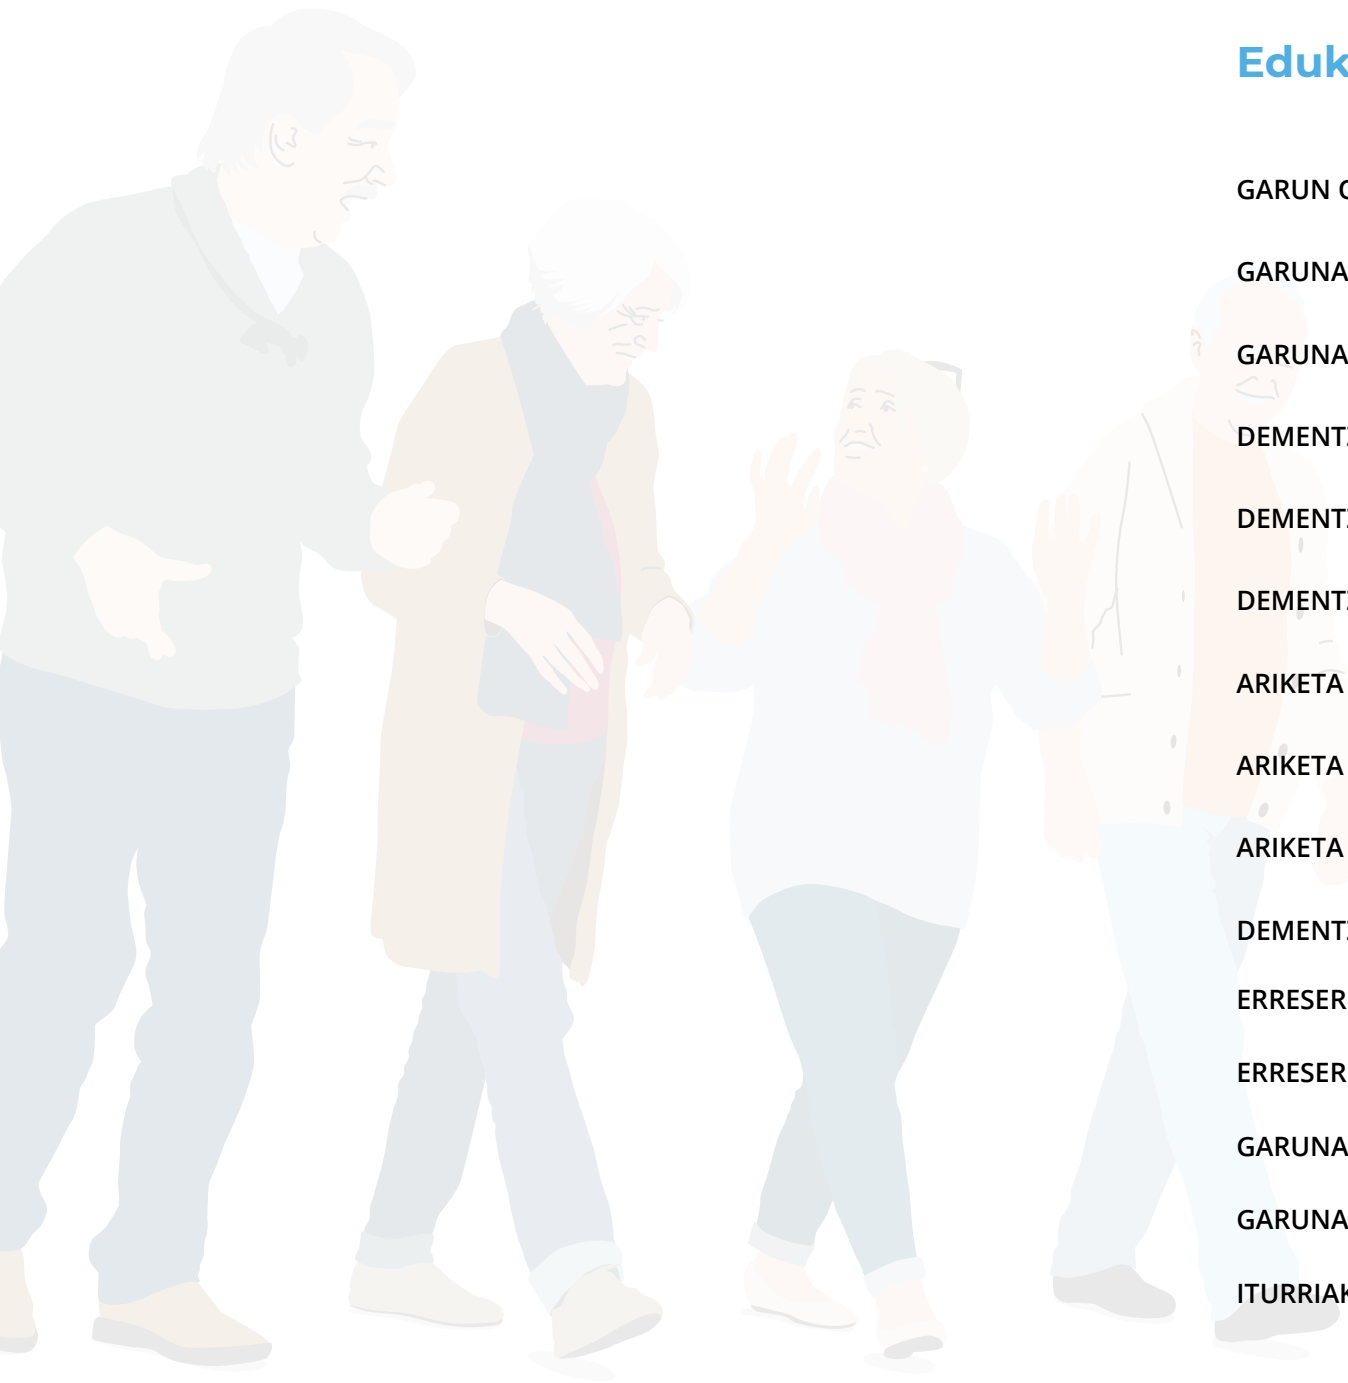 Eduk
GARUN
GARUNA
GARUNA
DEMENT
DEMENT
DEMENT
ARIKETA
ARIKETA
ARIKETA
DEMENT
ERRESER
ERRESER
GARUNA
GARUNA
ITURRIAK